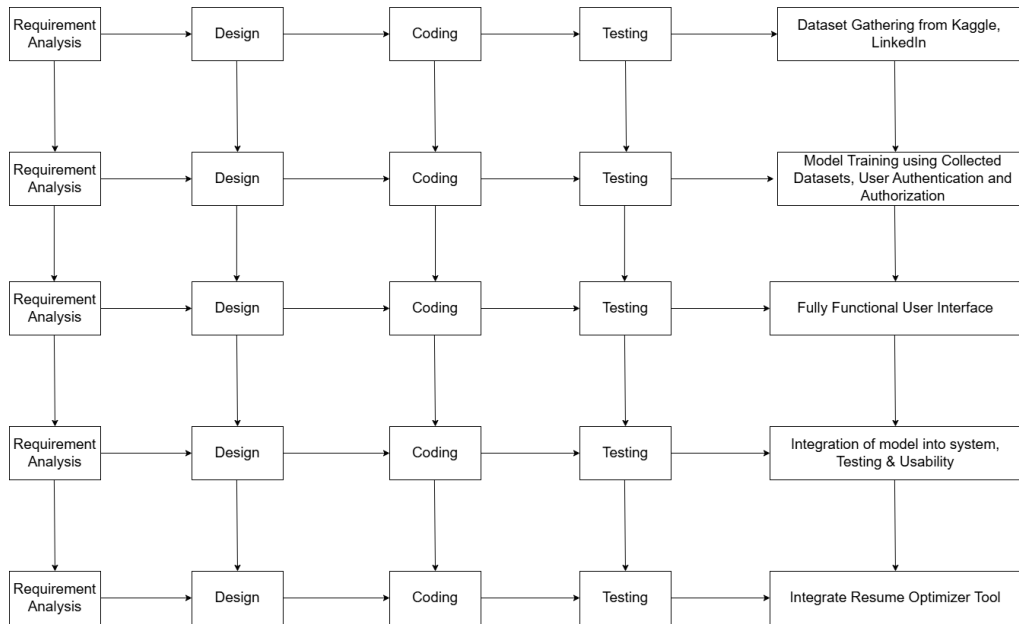 Requirement
Analysis
Design
Coding
Testing
Dataset Gathering from Kaggle,
LinkedIn
Requirement
Analysis
Design
Coding
Testing
Model Training using Collected
Datasets, User Authentication and
Authorization
Requirement
Analysis
Design
Coding
Testing
Fully Functional User Interface
Requirement
Analysis
Design
Coding
Testing
Integration of model into system,
Testing & Usability
Requirement
Analysis
Design
Coding
Testing
Integrate Resume Optimizer Tool